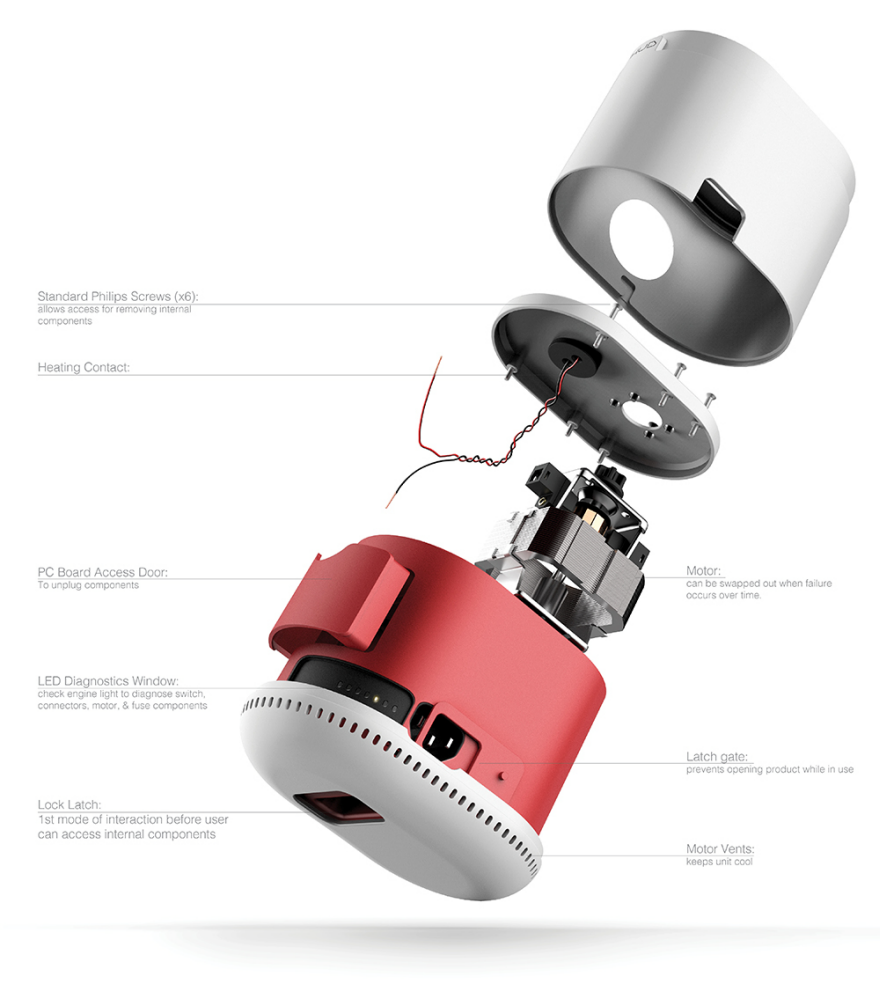 Standard Philips Screws (x6):
allows access for removing internal
components
Heating Contact:
PC Board Access Door:
To unplug components
Motor:
can be swapped out when failure
occurs over time.
LED Diagnostics Window:
check engine light to diagnose switch,
connectors, motor, & fuse components
Latch gate:
prevents opening product while in use
Lock Latch:
1st mode of interaction before user
can access internal components
Motor Vents:
keeps unit cool